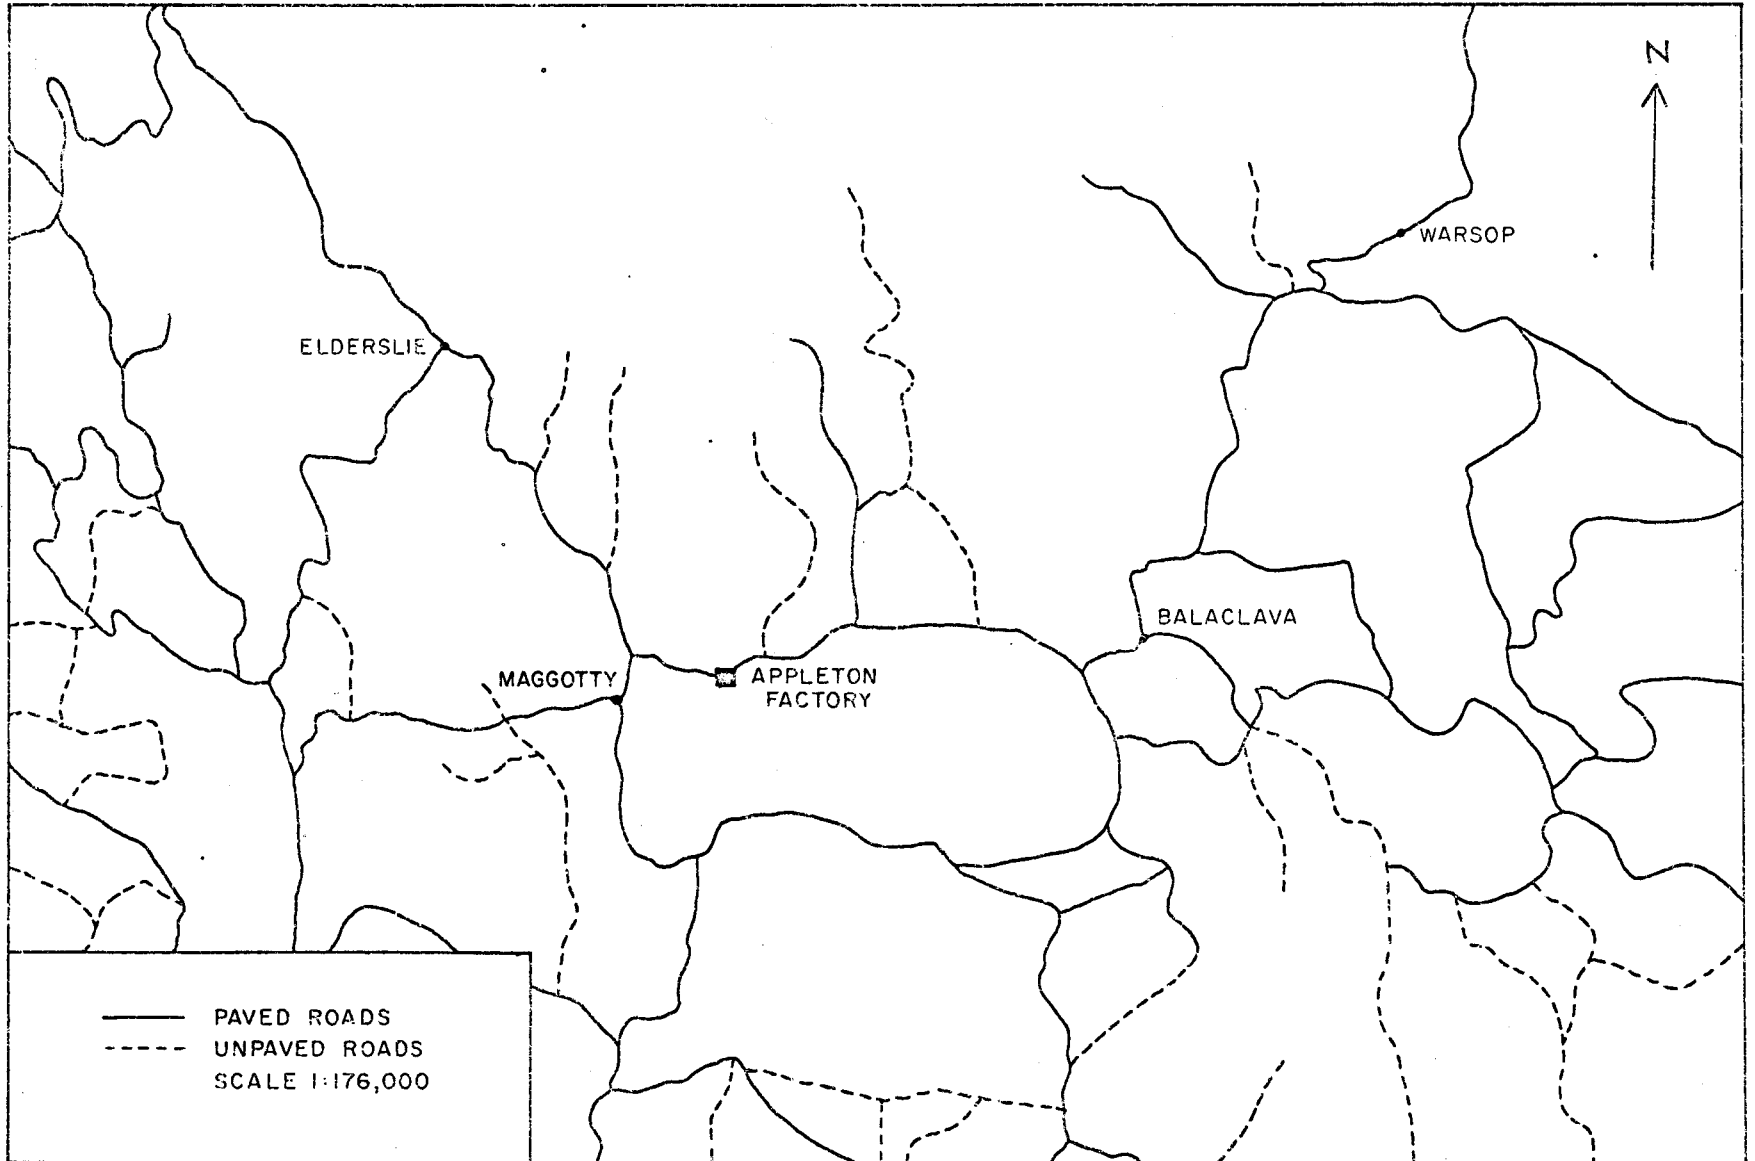 N
WARSOP
ELDERSLIE
BALACLAVA
MAGGOTTY
APPLETON
FACTORY
PAVED ROADS
UNPAVED ROADS
SCALE 1:176,000